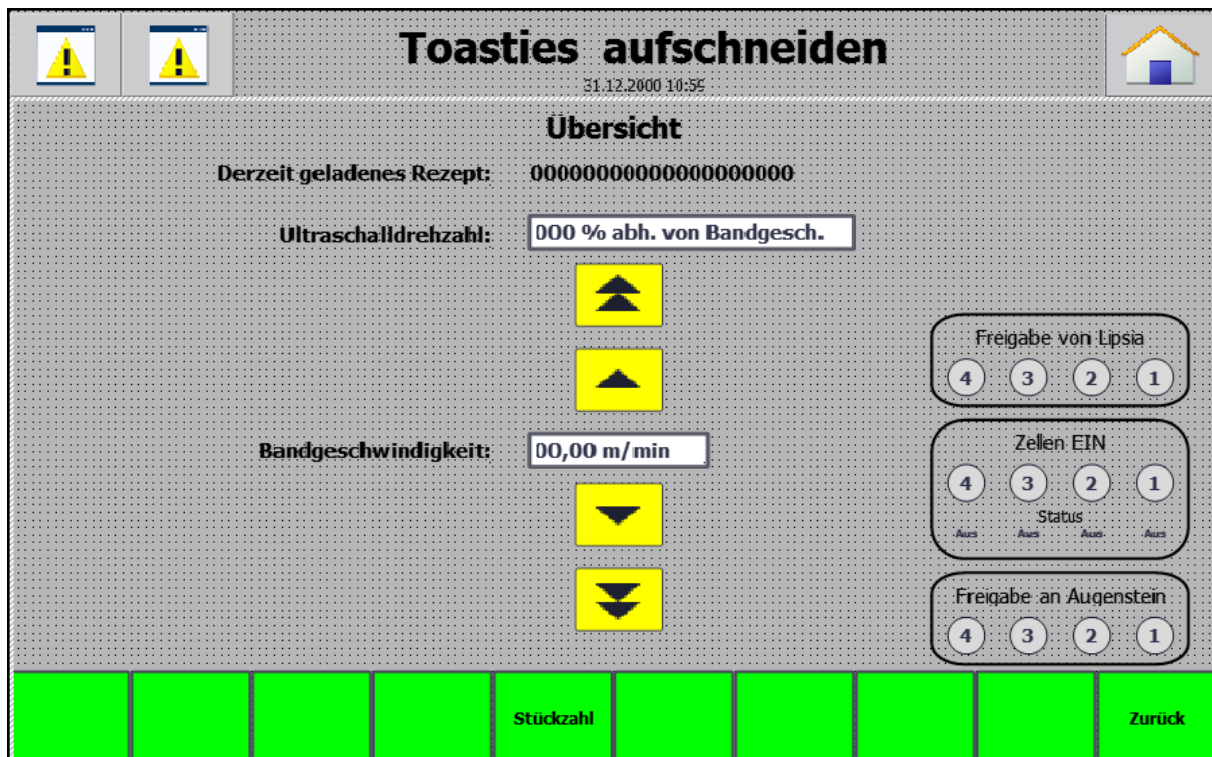 Toasties aufschneiden
31.12.2000 10:59
Übersicht
Derzeit geladenes Rezept: 00000000000000000000
Ultraschalldrehzahl: 000 % abh. von Bandgesch.
Freigabe von Lipsia
4 3 2 1
Bandgeschwindigkeit: 00,00 m/min
Zellen EIN
4 3 2 1
Status
Aus Aus Aus Aus
Freigabe an Augenstein
4 3 2 1
Stückzahl
Zurück